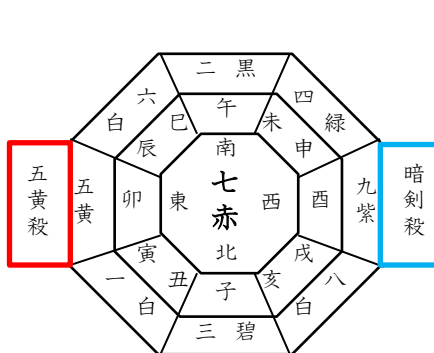 二 黒
六 白
四 緑
巳
午
未
辰
申
南
五黄殺
五黄
卯
東
七赤
西
酉
九紫
暗剣殺
北
寅
戌
丑
子
亥
一 白
三 碧
八 白